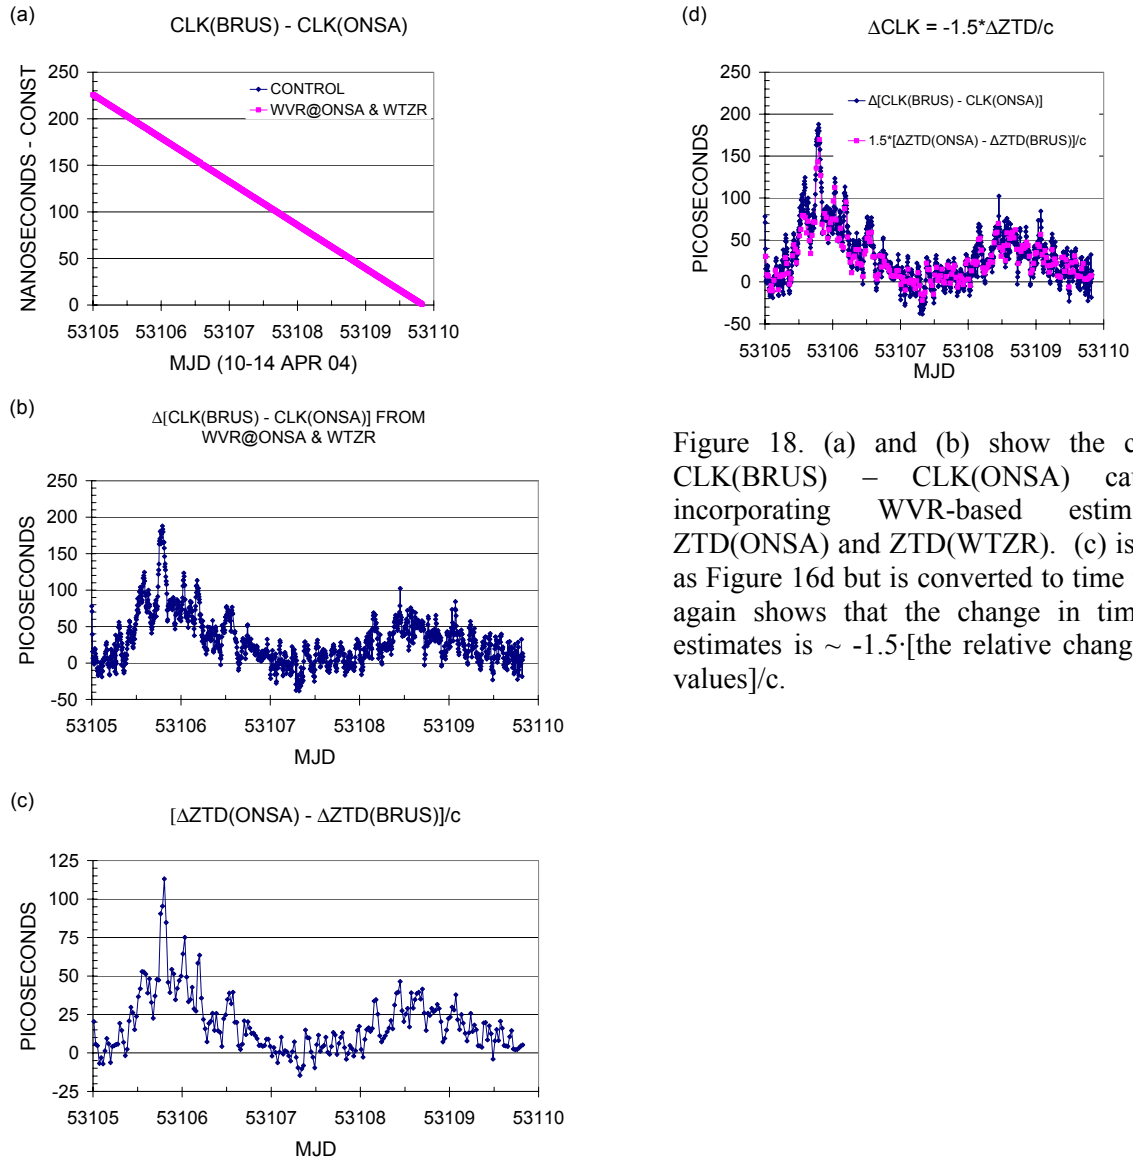 (a)
CLK(BRUS) - CLK(ONSA)
NANOSECONDS - CONST
250
200
150
100
50
0
CONTROL
WVR@ONSA & WTZR
53105 53106 53107 53108 53109 53110
MJD (10-14 APR 04)
(b)
Δ[CLK(BRUS) - CLK(ONSA)] FROM
WVR@ONSA & WTZR
PICOSECONDS
250
200
150
100
50
0
-50
53105 53106 53107 53108 53109 53110
MJD
(c)
[ΔZTD(ONSA) - ΔZTD(BRUS)]/c
PICOSECONDS
125
100
75
50
25
0
-25
53105 53106 53107 53108 53109 53110
MJD
(d)
ΔCLK = -1.5*ΔZTD/c
PICOSECONDS
250
200
150
100
50
0
-50
Δ[CLK(BRUS) - CLK(ONSA)]
1.5*[ΔZTD(ONSA) - ΔZTD(BRUS)]/c
53105 53106 53107 53108 53109 53110
MJD
Figure 18. (a) and (b) show the c
CLK(BRUS) – CLK(ONSA) cau
incorporating WVR-based estim
ZTD(ONSA) and ZTD(WTZR). (c) is
as Figure 16d but is converted to time
again shows that the change in tim
estimates is ~ -1.5·[the relative chang
values]/c.